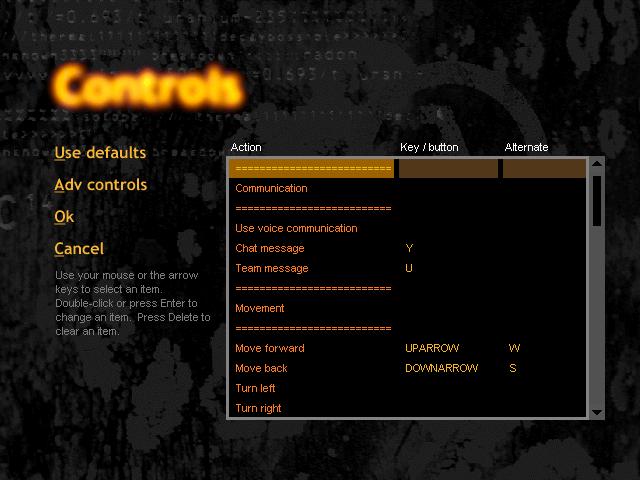 Controls
Use defaults
Adv controls
Ok
Cancel
Use your mouse or the arrow
keys to select an item.
Double-click or press Enter to
change an item. Press Delete to
clear an item.
Action Key / button Alternate
==========================
Communication
==========================
Use voice communication
Chat message Y
Team message U
==========================
Movement
==========================
Move forward UPARROW W
Move back DOWNARROW S
Turn left
Turn right